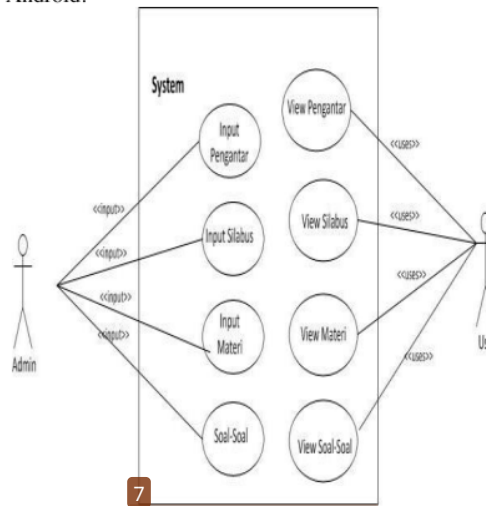 Android.
System
Input
Pengantar
View Pengantar
<<input>>
<<uses>>
Input Silabus
View Silabus
<<input>>
<<uses>>
<<input>>
<<uses>>
Input
Materi
View Materi
<<input>>
<<uses>>
Admin
Soal-Soal
View Soal-Soal
7